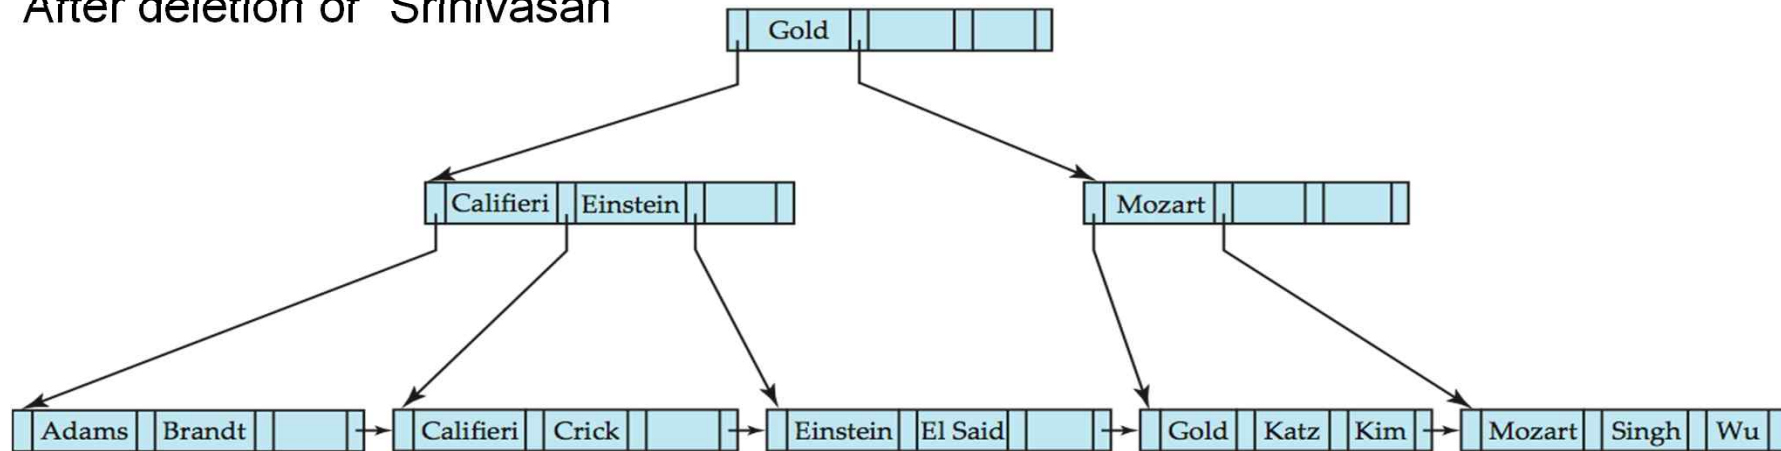 After deletion of "Srinivasan"
Gold
Califieri Einstein
Mozart
Adams Brandt
Califieri Crick
Einstein El Said
Gold Katz Kim
Mozart Singh Wu